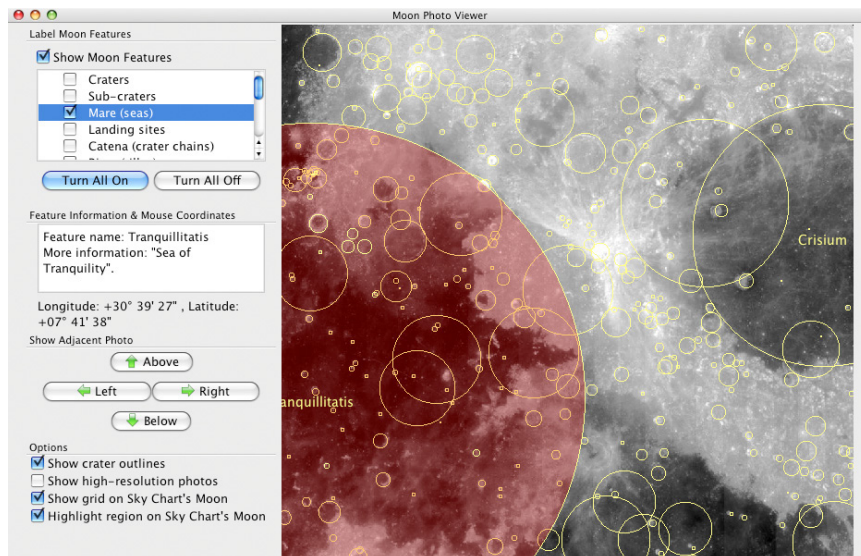 Moon Photo Viewer
Label Moon Features
Show Moon Features
Craters
Sub-craters
Mare (seas)
Landing sites
Catena (crater chains)
Turn All On
Turn All Off
Feature Information & Mouse Coordinates
Feature name: Tranquillitatis
More information: "Sea of
Tranquility".
Longitude: +30° 39' 27" , Latitude:
+07° 41' 38"
Show Adjacent Photo
Above
Left
Right
Below
Options
Show crater outlines
Show high-resolution photos
Show grid on Sky Chart's Moon
Highlight region on Sky Chart's Moon
Crisium
anquillitatis